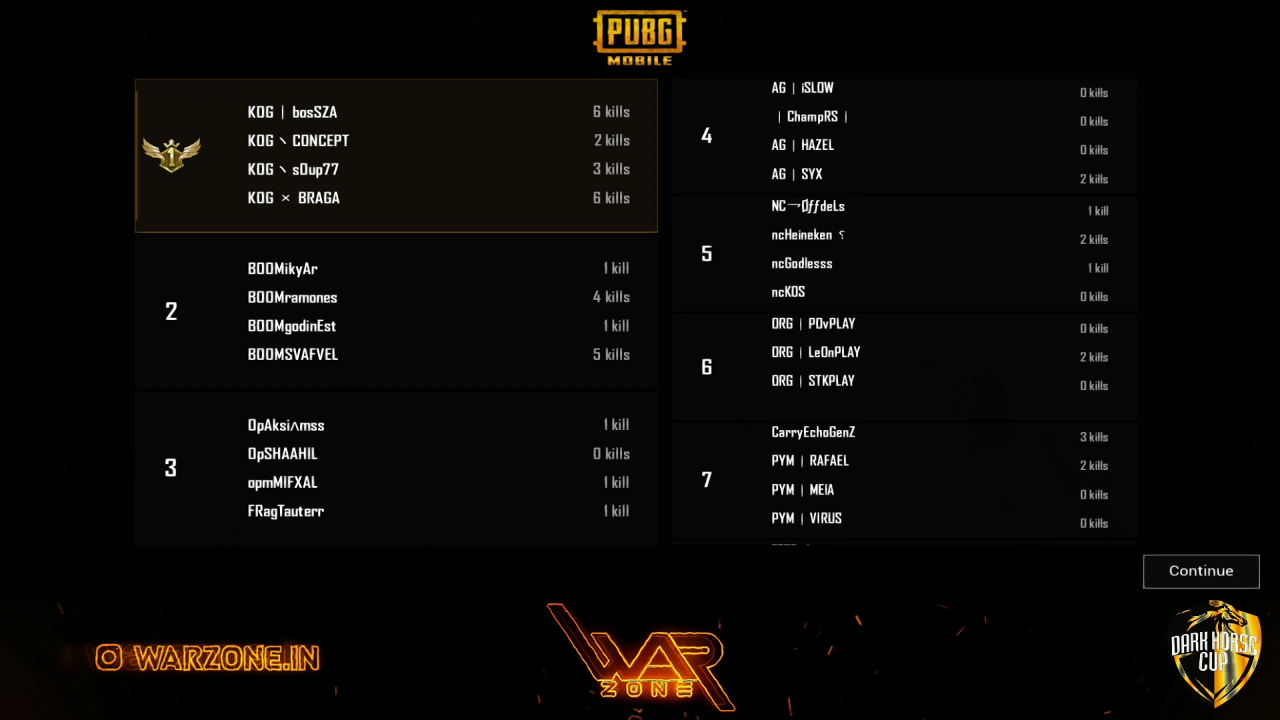 PUBG
MOBILE
1
KOG | bosSZA 6 kills
KOG ヽ CONCEPT 2 kills
KOG ヽ sOup77 3 kills
KOG × BRAGA 6 kills
2
BOOMikyAr 1 kill
BOOMramones 4 kills
BOOMgodinEst 1 kill
BOOMSVAFVEL 5 kills
3
OpAksiʌmss 1 kill
OpSHAAHIL 0 kills
opmMIFXAL 1 kill
FRagTauterr 1 kill
4
AG | iSLOW 0 kills
| ChampRS | 0 kills
AG | HAZEL 0 kills
AG | SYX 2 kills
5
NC→Ø𝑓𝑓deLs 1 kill
ncHeineken ؟ 2 kills
ncGodlesss 1 kill
ncKOS 0 kills
6
ORG | POvPLAY 0 kills
ORG | LeOnPLAY 2 kills
ORG | STKPLAY 0 kills
7
CarryEchoGenZ 3 kills
PYM | RAFAEL 2 kills
PYM | MEIA 0 kills
PYM | VIRUS 0 kills
Continue
WARZONE.IN
WAR
ZONE
DARK HORSE
CUP